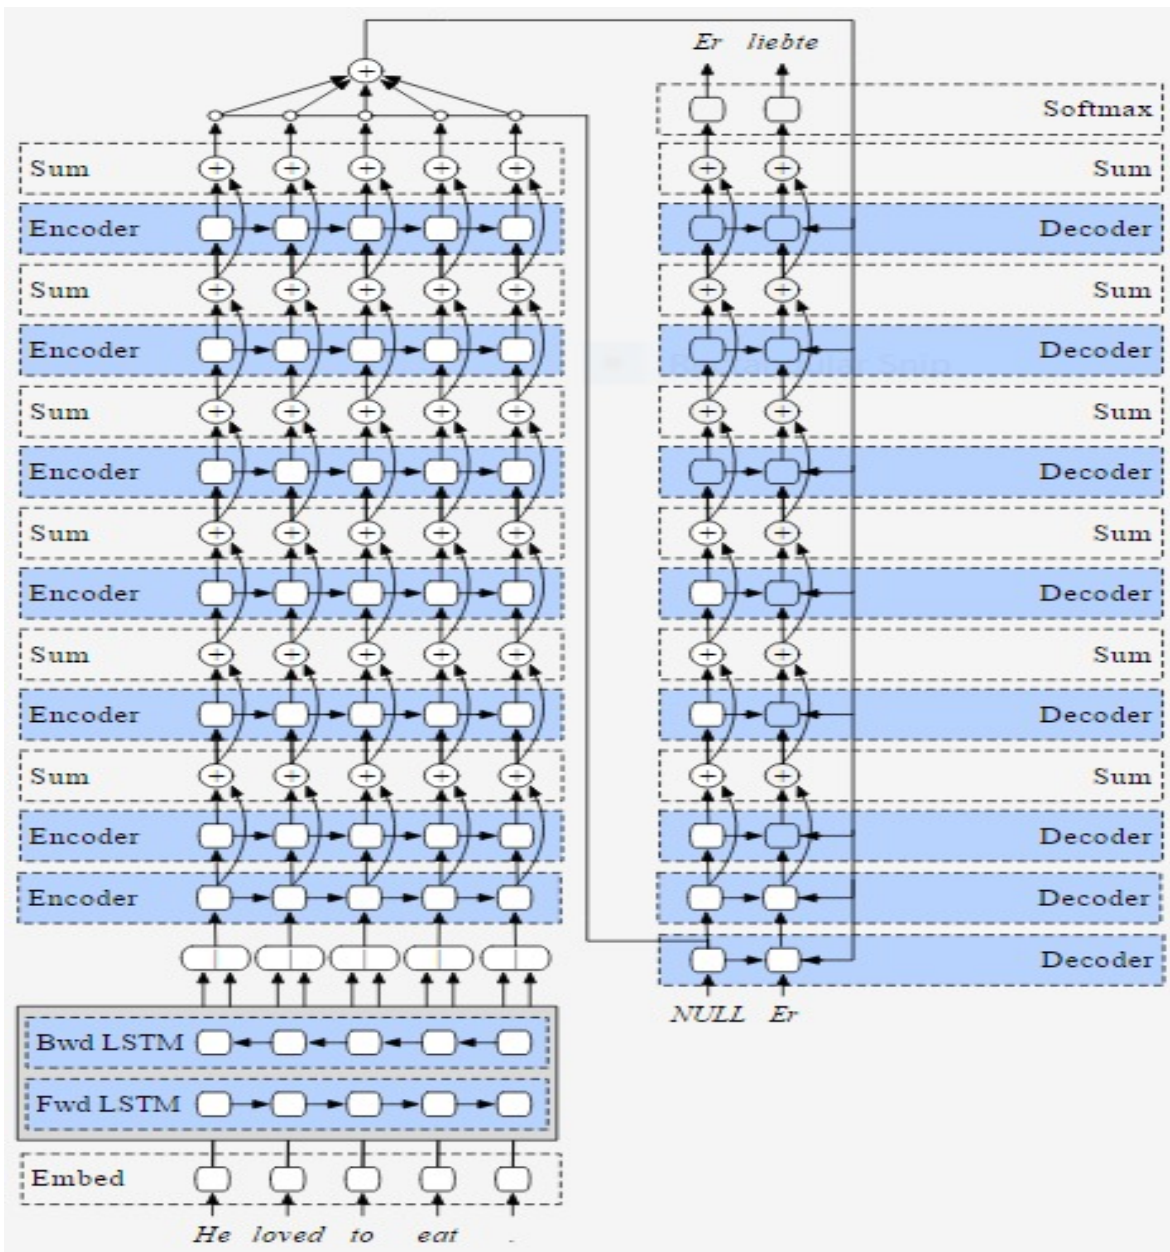 Sum
Encoder
Sum
Encoder
Sum
Encoder
Sum
Encoder
Sum
Encoder
Sum
Encoder
Encoder
Bwd LSTM
Fwd LSTM
Embed
He loved to eat .
Er liebte
Softmax
Sum
Decoder
Sum
Decoder
Snip
Sum
Decoder
Sum
Decoder
Sum
Decoder
Sum
Decoder
Decoder
Decoder
NULL Er